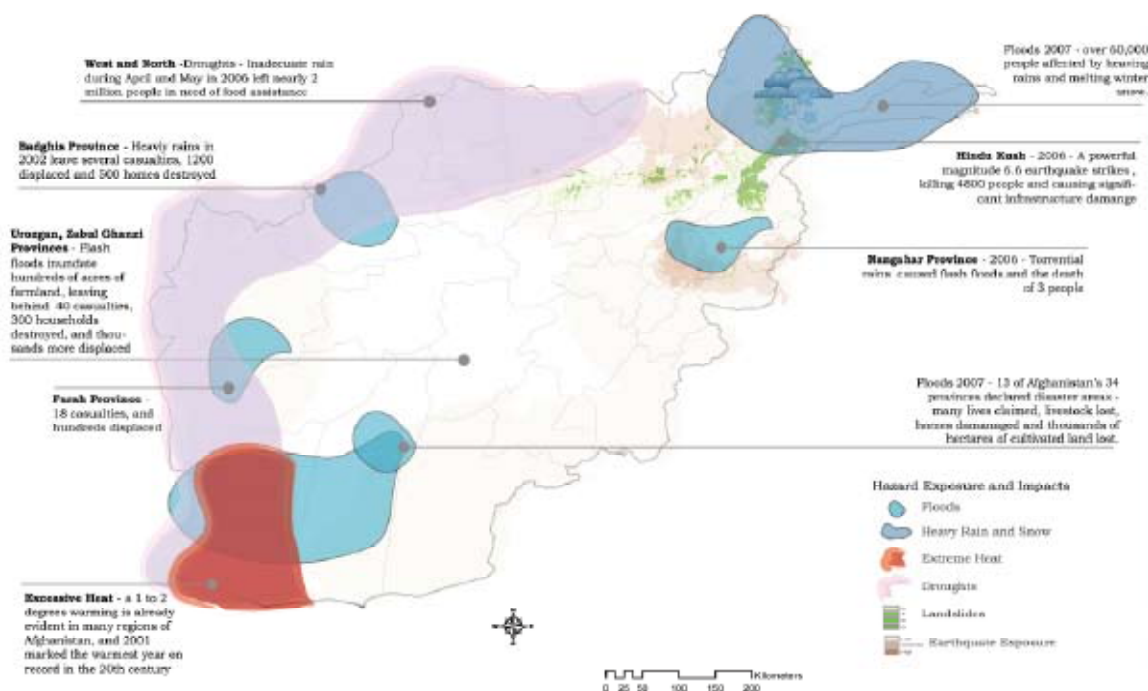 West and North -Droughts - Inadequate rain
during April and May in 2006 left nearly 2
million people in need of food assistance
Badghis Province - Heavily rains in
2002 leave several casualties, 1200
displaced and 500 homes destroyed
Urozgan, Zabul Ghanzi
Provinces - Flash
floods inundate
hundreds of acres of
farmland, leaving
behind 40 casualties,
300 households
destroyed, and thou-
sands more displaced
Farah Province -
18 casualties, and
hundreds displaced
Excessive Heat - a 1 to 2
degrees warming is already
evident in many regions of
Afghanistan, and 2001
marked the warmest year on
record in the 20th century
Floods 2007 - over 60,000
people affected by heaving
rains and melting winter
snow.
Hindu Kush - 2006 - A powerful
magnitude 6.6 earthquake strikes ,
killing 4800 people and causing signifi-
cant infrastructure damange
Nangahar Province - 2006 - Torrential
rains caused flash floods and the death
of 3 people
Floods 2007 - 13 of Afghanistan's 34
provinces declared disaster areas -
many lives claimed, livestock lost,
homes damanged and thousands of
hectares of cultivated land lost.
Hazard Exposure and Impacts
Floods
Heavy Rain and Snow
Extreme Heat
Droughts
Landslides
Earthquate Exposure
Kilometers
0 25 50 100 150 200